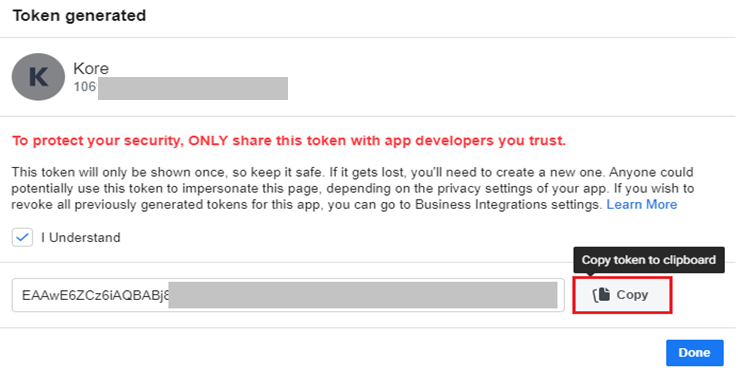 Token generated
K
Kore
106
To protect your security, ONLY share this token with app developers you trust.
This token will only be shown once, so keep it safe. If it gets lost, you'll need to create a new one. Anyone could
potentially use this token to impersonate this page, depending on the privacy settings of your app. If you wish to
revoke all previously generated tokens for this app, you can go to Business Integrations settings. Learn More
I Understand
Copy token to clipboard
EAAwE6ZCz6iAQBABj8
Copy
Done